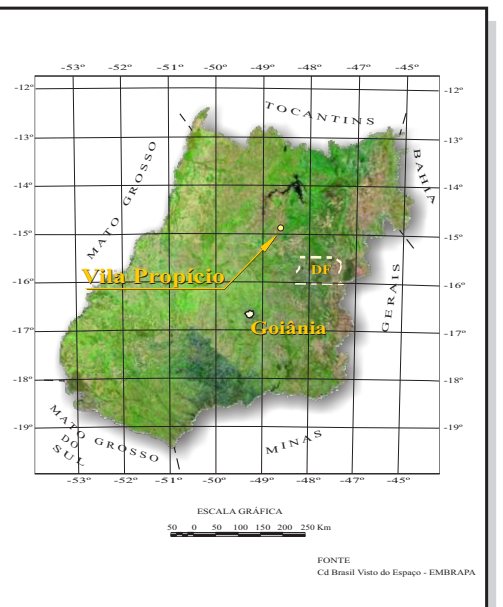 -53º -52º -51º -50º -49º -48º -47º -46º -45º
-12º -12º
TOCANTINS
-13º -13º
MATO GROSSO
BAHIA
-14º -14º
-15º -15º
DF
Vila Propício
-16º -16º
GERAIS
Goiânia
-17º -17º
-18º -18º
MATO GROSSO
DO
SUL
-19º -19º
MINAS
-53º -52º -51º -50º -49º -48º -47º -45º
ESCALA GRÁFICA
50 0 50 100 150 200 250 Km
FONTE
Cd Brasil Visto do Espaço - EMBRAPA